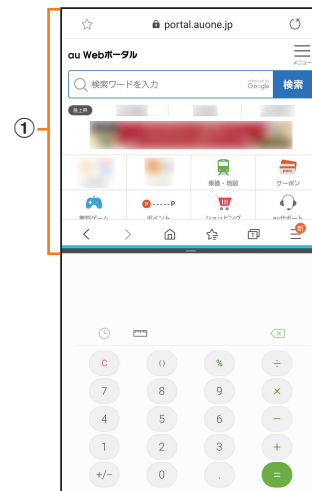 ①
portal.auone.jp
au Webポータル
メニュー
検索ワードを入力
Google
検索
乗換・地図
クーポン
無料ゲーム
P-----P
ポイント
ショッピング
auサポート
1
C
()
%
÷
7
8
9
×
4
5
6
−
1
2
3
+
+/−
0
.
=